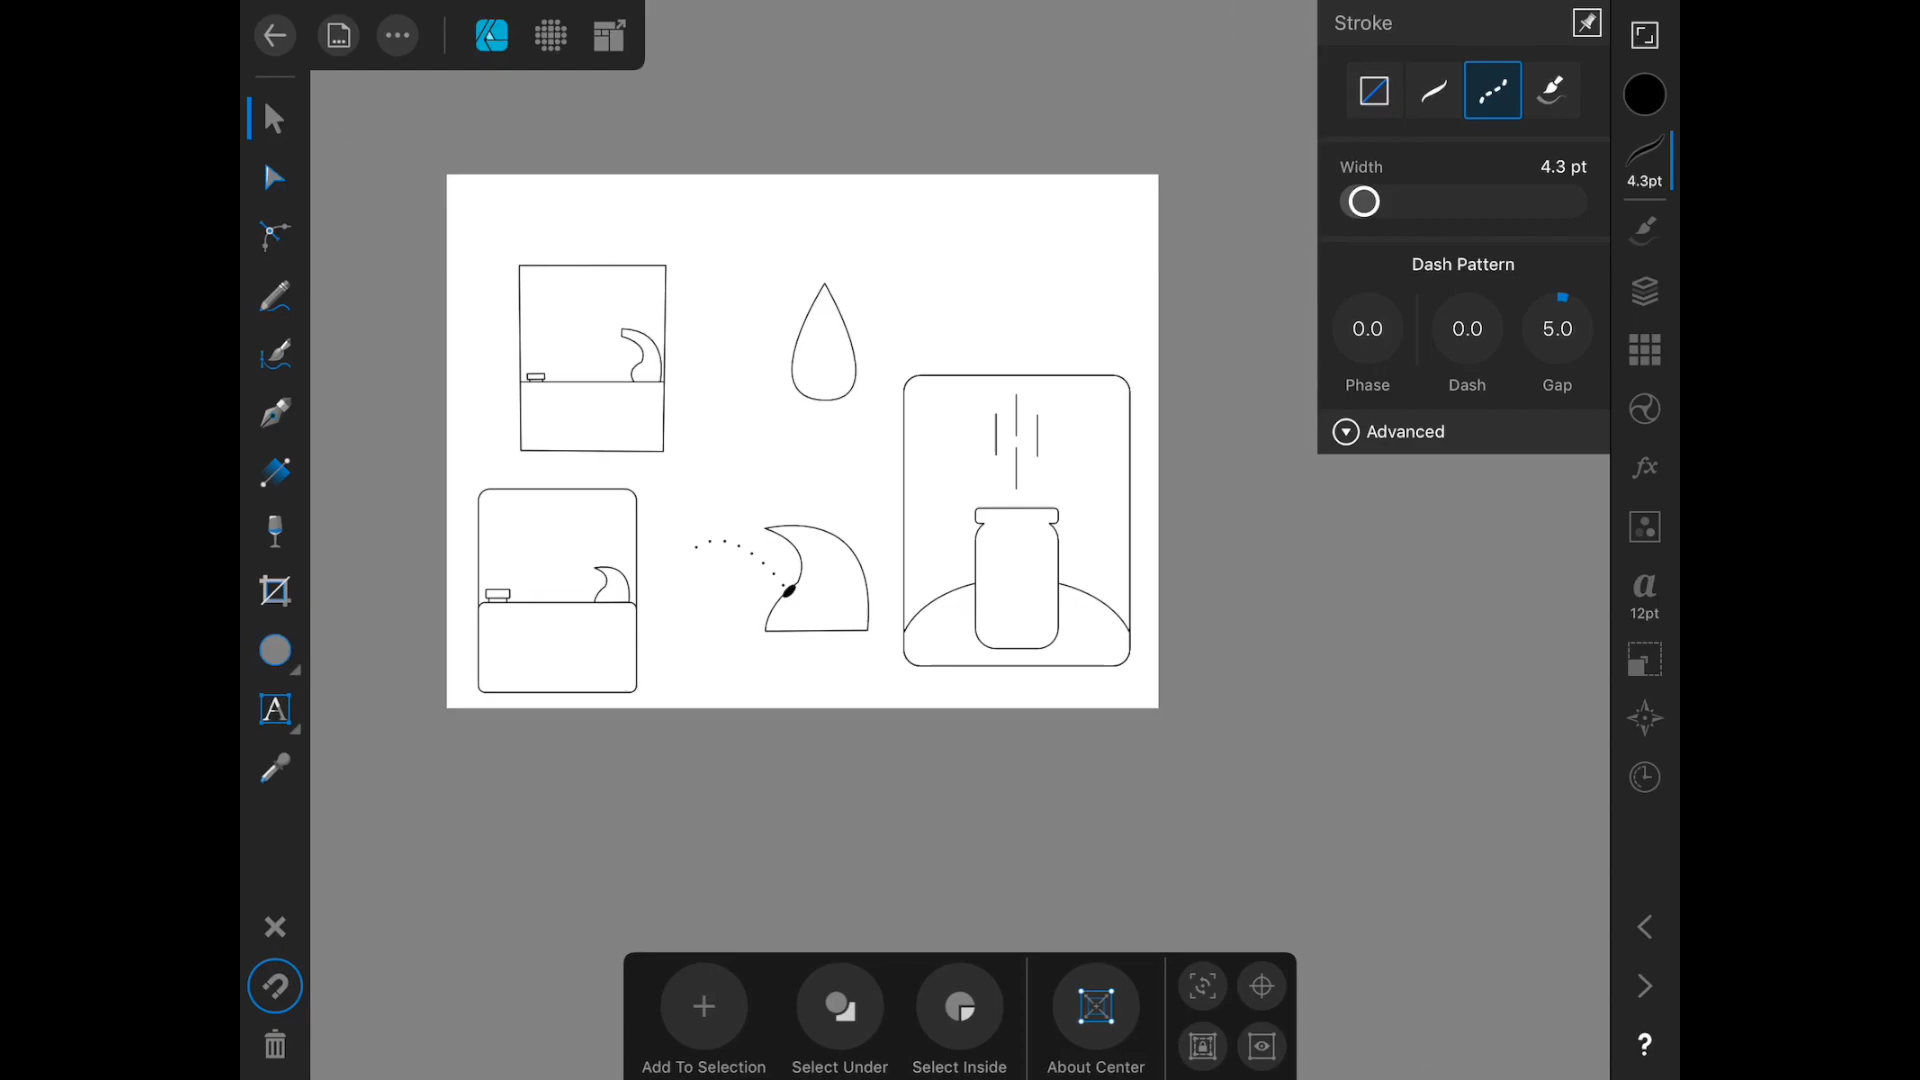 Stroke
Width 4.3 pt
4.3pt
Dash Pattern
0.0 0.0 5.0
Phase Dash Gap
Advanced
fx
a
12pt
A
Add To Selection Select Under Select Inside About Center
?